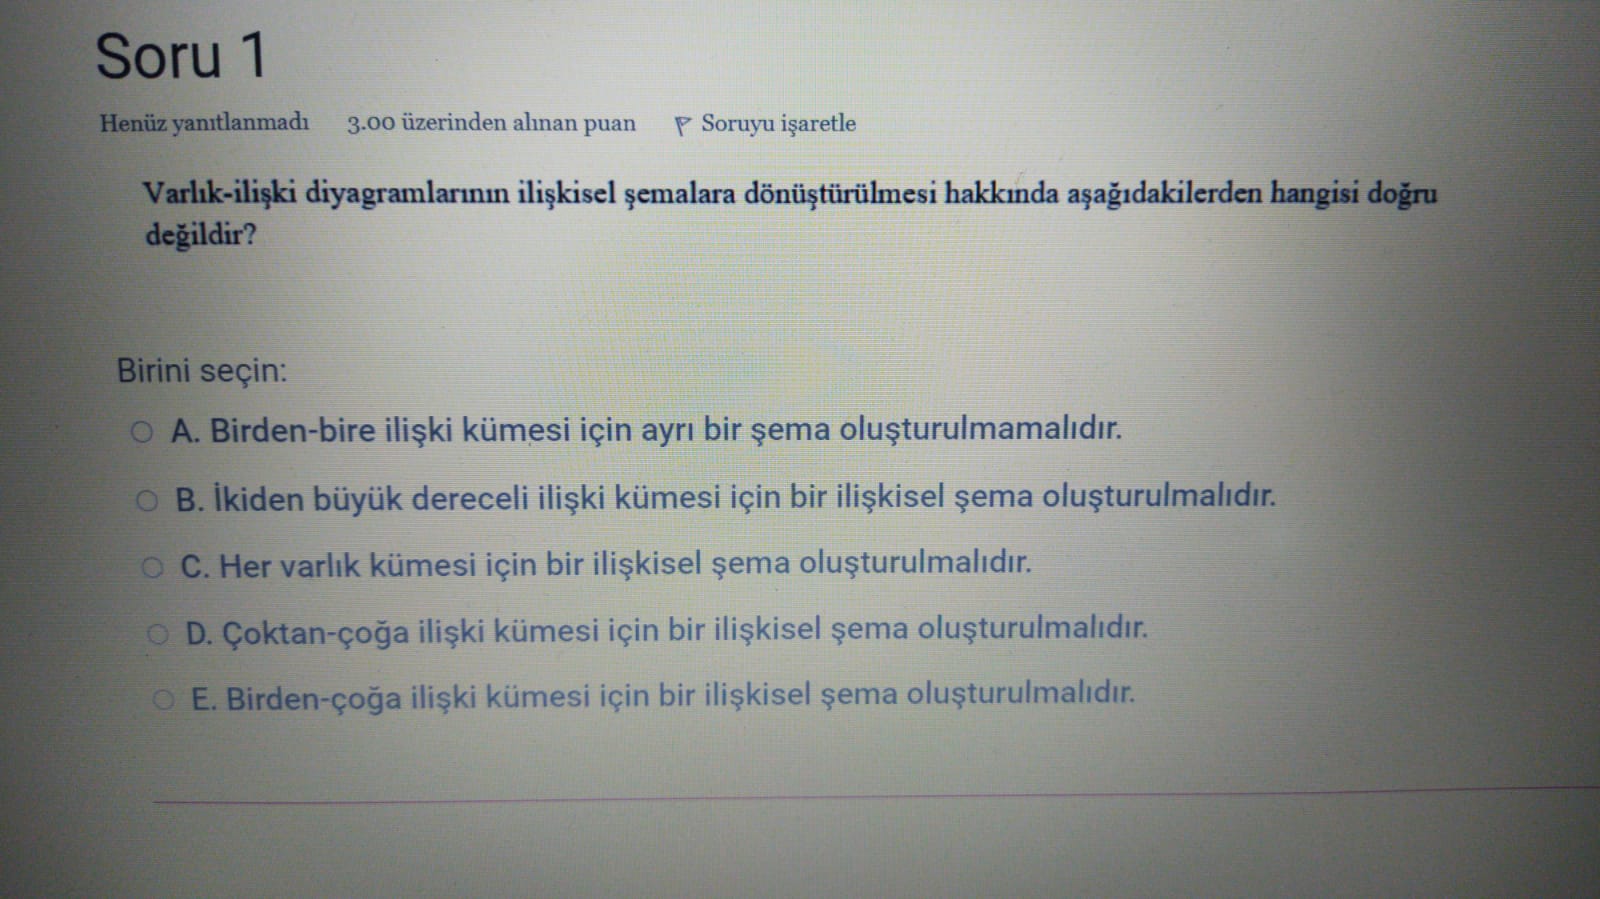 Soru 1
Henüz yanıtlanmadı 3.00 üzerinden alınan puan Soruyu işaretle
Varlık-ilişki diyagramlarının ilişkisel şemalara dönüştürülmesi hakkında aşağıdakilerden hangisi doğru
değildir?
Birini seçin:
A. Birden-bire ilişki kümesi için ayrı bir şema oluşturulmamalıdır.
B. İkiden büyük dereceli ilişki kümesi için bir ilişkisel şema oluşturulmalıdır.
C. Her varlık kümesi için bir ilişkisel şema oluşturulmalıdır.
D. Çoktan-çoğa ilişki kümesi için bir ilişkisel şema oluşturulmalıdır.
E. Birden-çoğa ilişki kümesi için bir ilişkisel şema oluşturulmalıdır.